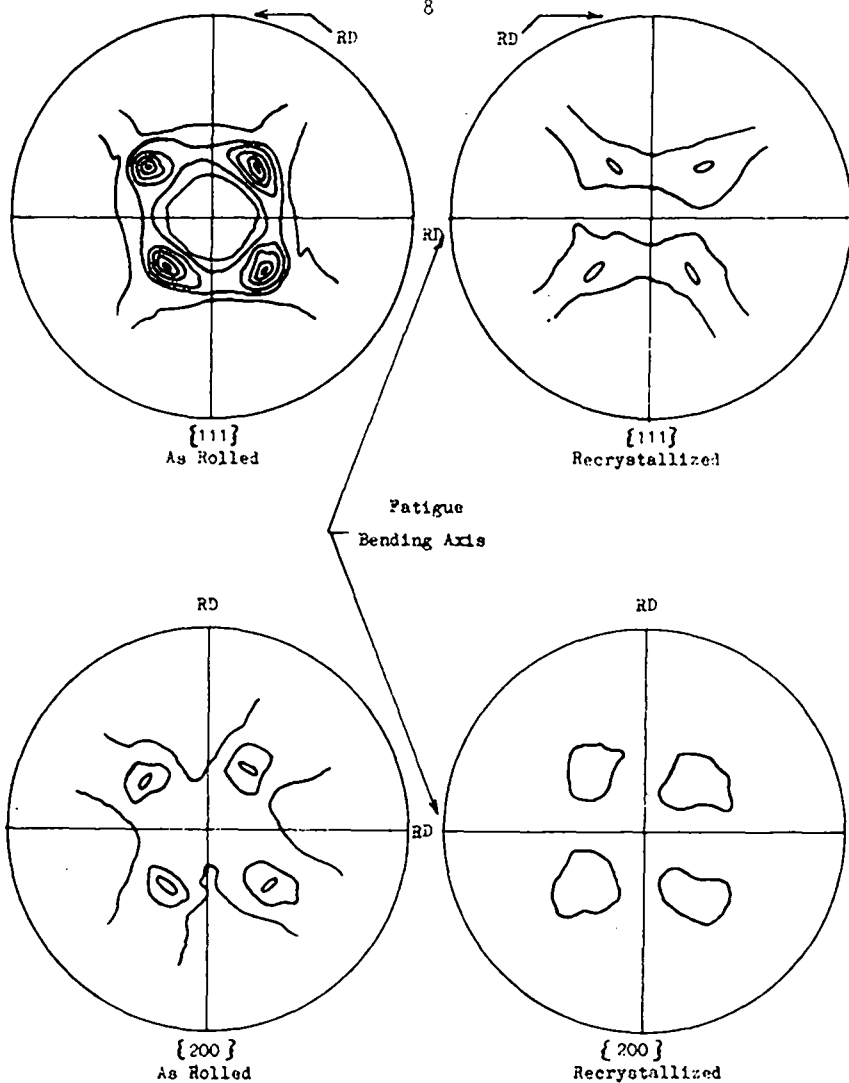 8
RD
RD
RD
{111}
As Rolled
{111}
Recrystallized
Fatigue
Bending Axis
RD
RD
RD
{200}
As Rolled
{200}
Recrystallized